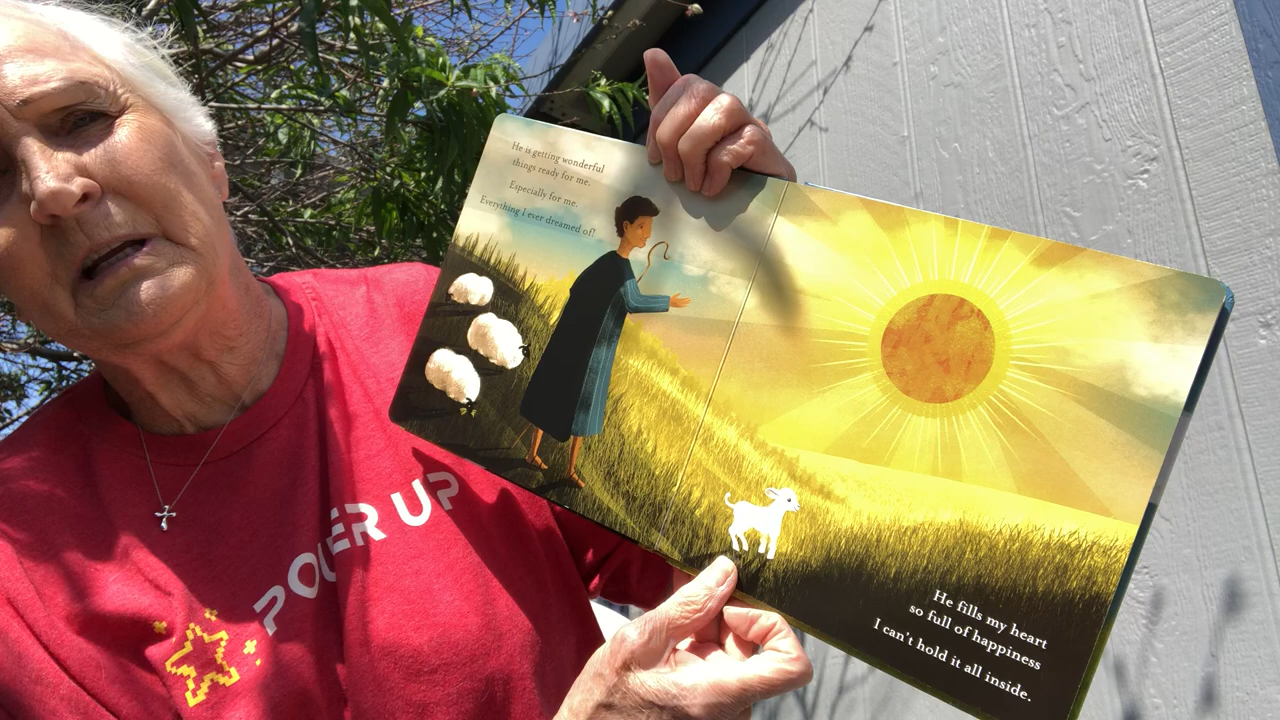 He is getting wonderful
things ready for me.
Especially for me.
Everything I ever dreamed of!
He fills my heart
so full of happiness
I can't hold it all inside.
POWER UP